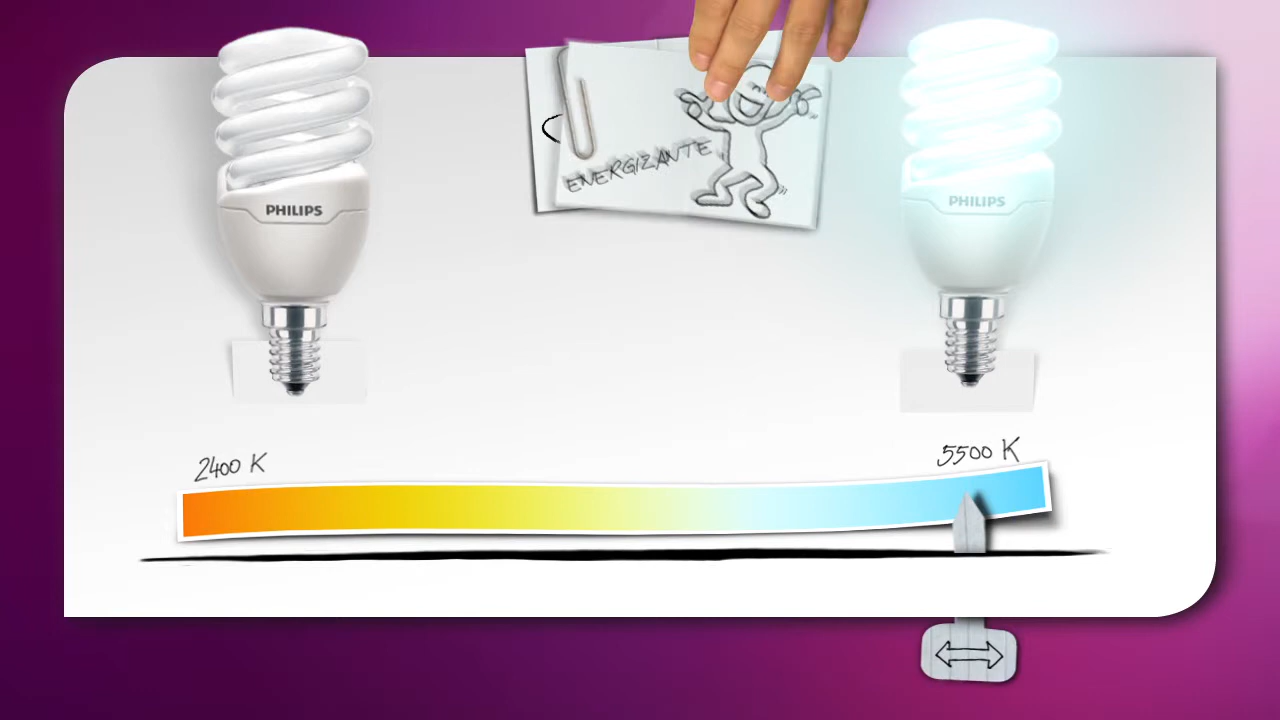 PHILIPS
ENERGIZANTE
PHILIPS
2400 K
5500 K